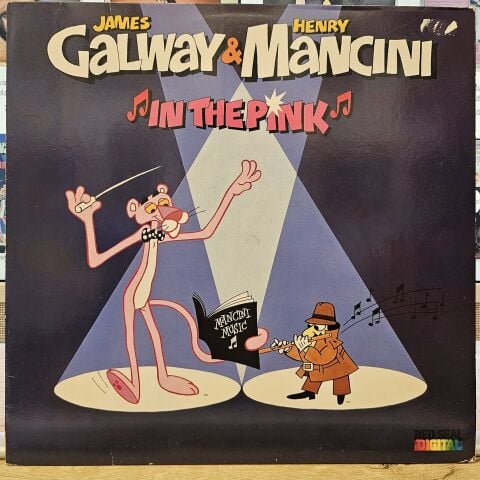 JAMES HENRY
GALWAY & MANCINI
IN THE PINK
MANCINI
MUSIC
RED SEAL
DIGITAL